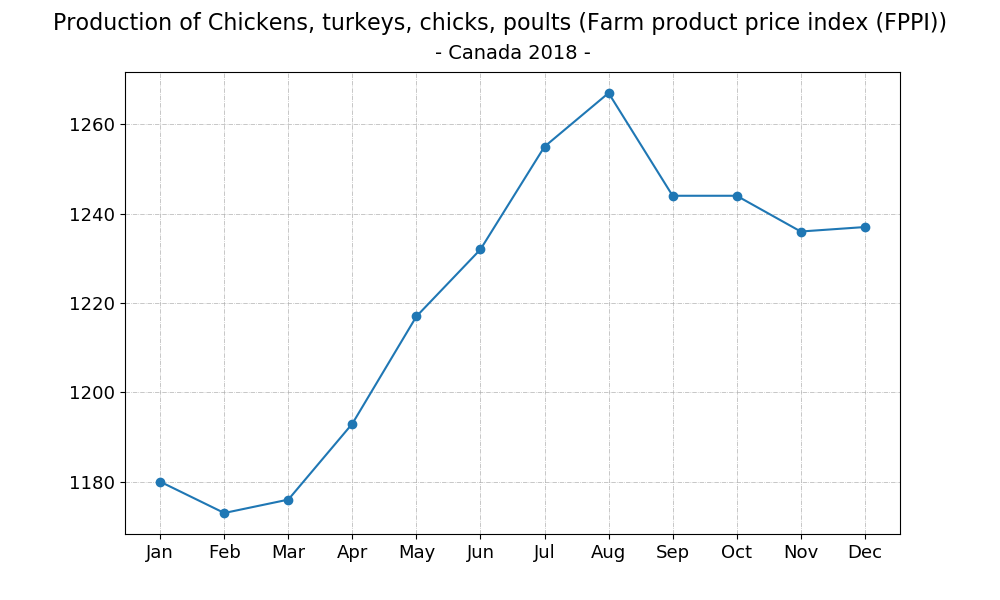 Production of Chickens, turkeys, chicks, poults (Farm product price index (FPPI))
- Canada 2018 -
1260
1240
1220
1200
1180
Jan Feb Mar Apr May Jun Jul Aug Sep Oct Nov Dec